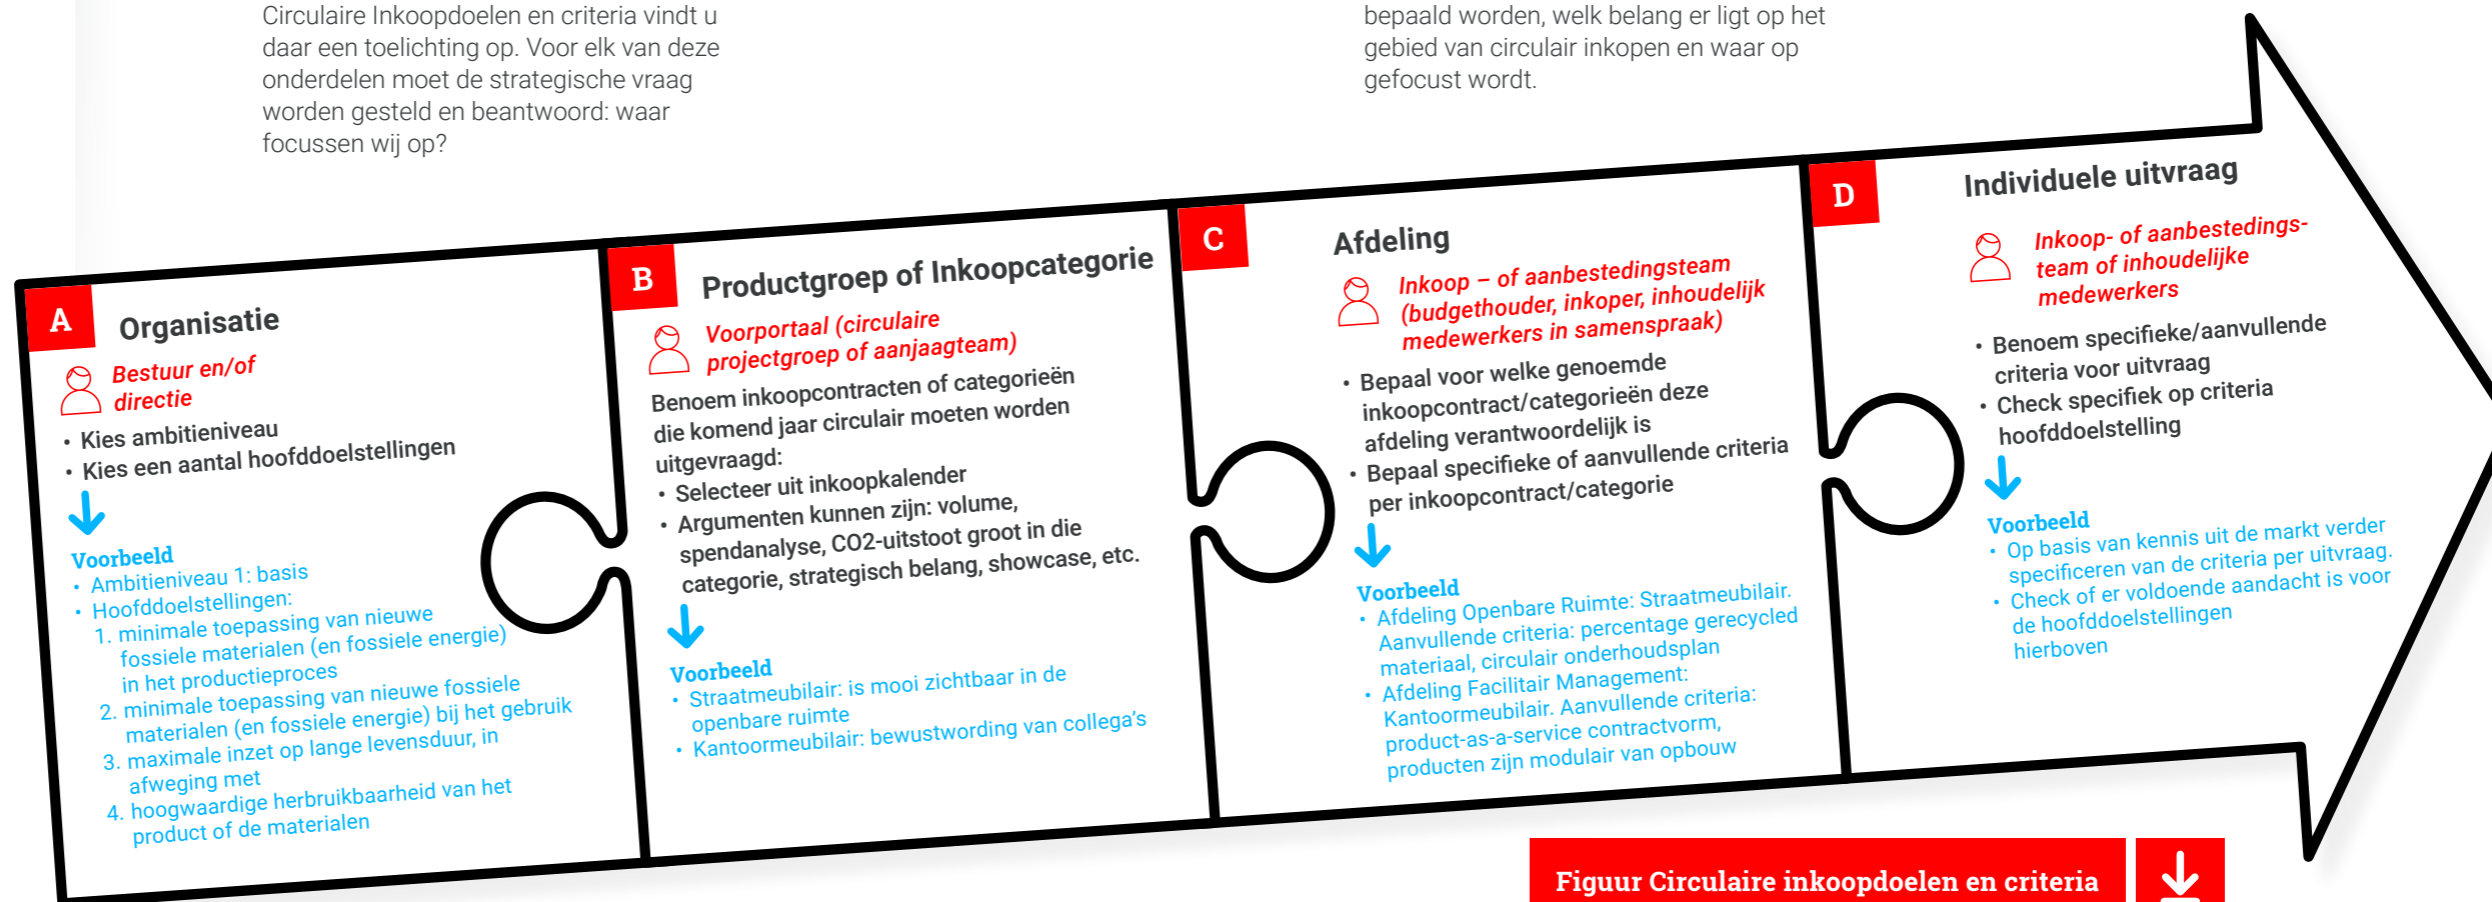 Circulaire Inkoopdoelen en criteria vindt u
daar een toelichting op. Voor elk van deze
onderdelen moet de strategische vraag
worden gesteld en beantwoord: waar
focussen wij op?
bepaald worden, welk belang er ligt op het
gebied van circulair inkopen en waar op
gefocust wordt.
A
Organisatie
Bestuur en/of
directie
• Kies ambitieniveau
• Kies een aantal hoofddoelstellingen
Voorbeeld
• Ambitieniveau 1: basis
• Hoofddoelstellingen:
1. minimale toepassing van nieuwe
fossiele materialen (en fossiele energie)
in het productieproces
2. minimale toepassing van nieuwe fossiele
materialen (en fossiele energie) bij het gebruik
3. maximale inzet op lange levensduur, in
afweging met
4. hoogwaardige herbruikbaarheid van het
product of de materialen
B
Productgroep of Inkoopcategorie
Voorportaal (circulaire
projectgroep of aanjaagteam)
Benoem inkoopcontracten of categorieën
die komend jaar circulair moeten worden
uitgevraagd:
• Selecteer uit inkoopkalender
• Argumenten kunnen zijn: volume,
spendanalyse, CO2-uitstoot groot in die
categorie, strategisch belang, showcase, etc.
Voorbeeld
• Straatmeubilair: is mooi zichtbaar in de
openbare ruimte
• Kantoormeubilair: bewustwording van collega's
C
Afdeling
Inkoop – of aanbestedingsteam
(budgethouder, inkoper, inhoudelijk
medewerkers in samenspraak)
• Bepaal voor welke genoemde
inkoopcontract/categorieën deze
afdeling verantwoordelijk is
• Bepaal specifieke of aanvullende criteria
per inkoopcontract/categorie
Voorbeeld
• Afdeling Openbare Ruimte: Straatmeubilair.
Aanvullende criteria: percentage gerecycled
materiaal, circulair onderhoudsplan
• Afdeling Facilitair Management:
Kantoormeubilair. Aanvullende criteria:
product-as-a-service contractvorm,
producten zijn modulair van opbouw
D
Individuele uitvraag
Inkoop- of aanbestedings-
team of inhoudelijke
medewerkers
• Benoem specifieke/aanvullende
criteria voor uitvraag
• Check specifiek op criteria
hoofddoelstelling
Voorbeeld
• Op basis van kennis uit de markt verder
specificeren van de criteria per uitvraag.
• Check of er voldoende aandacht is voor
de hoofddoelstellingen
hierboven
Figuur Circulaire inkoopdoelen en criteria